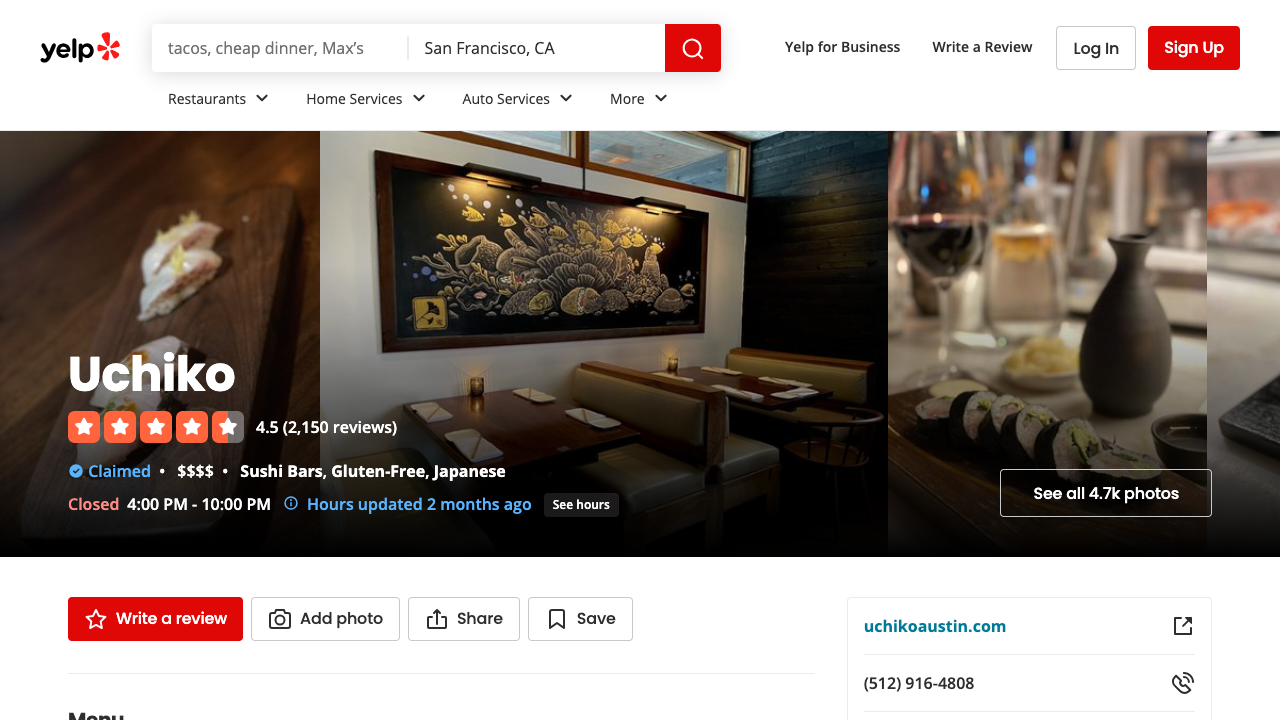 yelp
tacos, cheap dinner, Max's
San Francisco, CA
Yelp for Business
Write a Review
Log In
Sign Up
Restaurants
Home Services
Auto Services
More
Uchiko
4.5 (2,150 reviews)
Claimed • $$$$ • Sushi Bars, Gluten-Free, Japanese
Closed 4:00 PM - 10:00 PM Hours updated 2 months ago See hours
See all 4.7k photos
Write a review
Add photo
Share
Save
uchikoaustin.com
(512) 916-4808
Menu